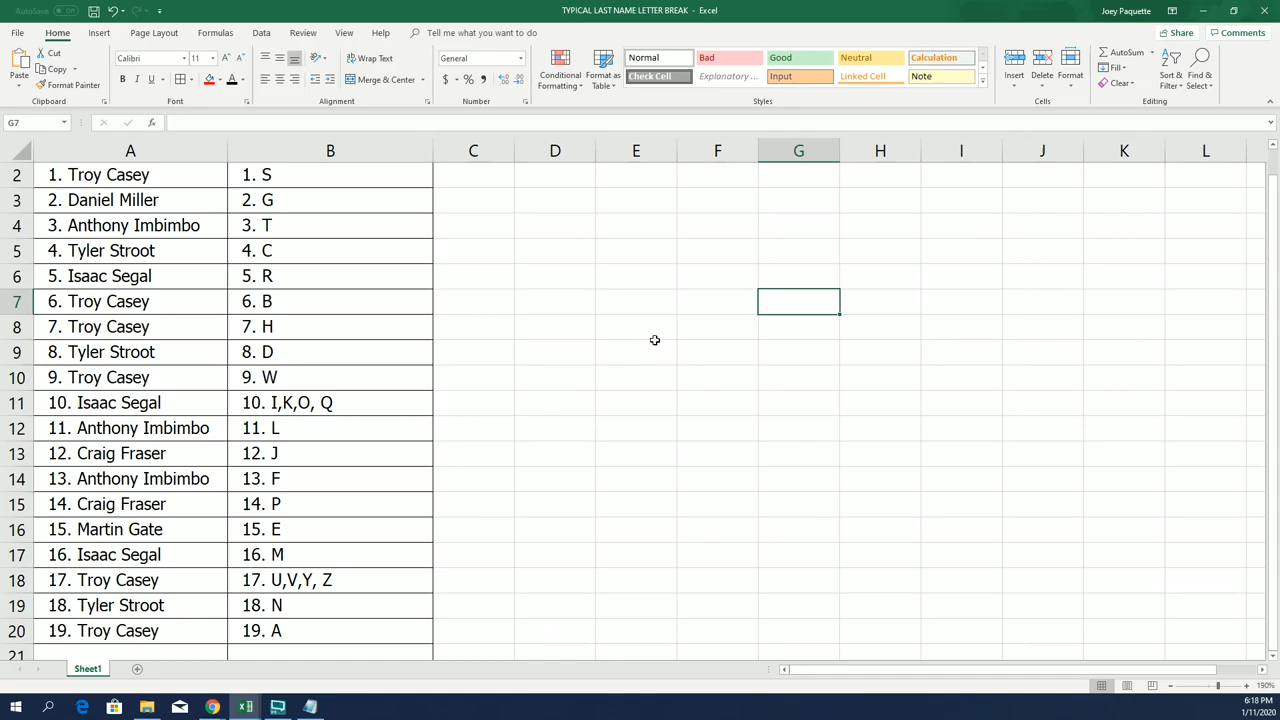 AutoSave Off TYPICAL LAST NAME LETTER BREAK - Excel Joey Paquette
File Home Insert Page Layout Formulas Data Review View Help Tell me what you want to do Share Comments
Paste Cut Copy Format Painter Clipboard
Calibri 11 B I U A A A Font
ab Wrap Text Merge & Center Alignment
General $ % , Number
Conditional Formatting Format as Table
Normal Bad Good Neutral Calculation
Check Cell Explanatory ... Input Linked Cell Note
Styles
Insert Delete Format Cells
AutoSum Fill Clear Sort & Filter Find & Select Editing
G7 fx
A B C D E F G H I J K L
2 1. Troy Casey 1. S
3 2. Daniel Miller 2. G
4 3. Anthony Imbimbo 3. T
5 4. Tyler Stroot 4. C
6 5. Isaac Segal 5. R
7 6. Troy Casey 6. B
8 7. Troy Casey 7. H
9 8. Tyler Stroot 8. D
10 9. Troy Casey 9. W
11 10. Isaac Segal 10. I,K,O, Q
12 11. Anthony Imbimbo 11. L
13 12. Craig Fraser 12. J
14 13. Anthony Imbimbo 13. F
15 14. Craig Fraser 14. P
16 15. Martin Gate 15. E
17 16. Isaac Segal 16. M
18 17. Troy Casey 17. U,V,Y, Z
19 18. Tyler Stroot 18. N
20 19. Troy Casey 19. A
21
Sheet1
190%
6:18 PM
1/11/2020